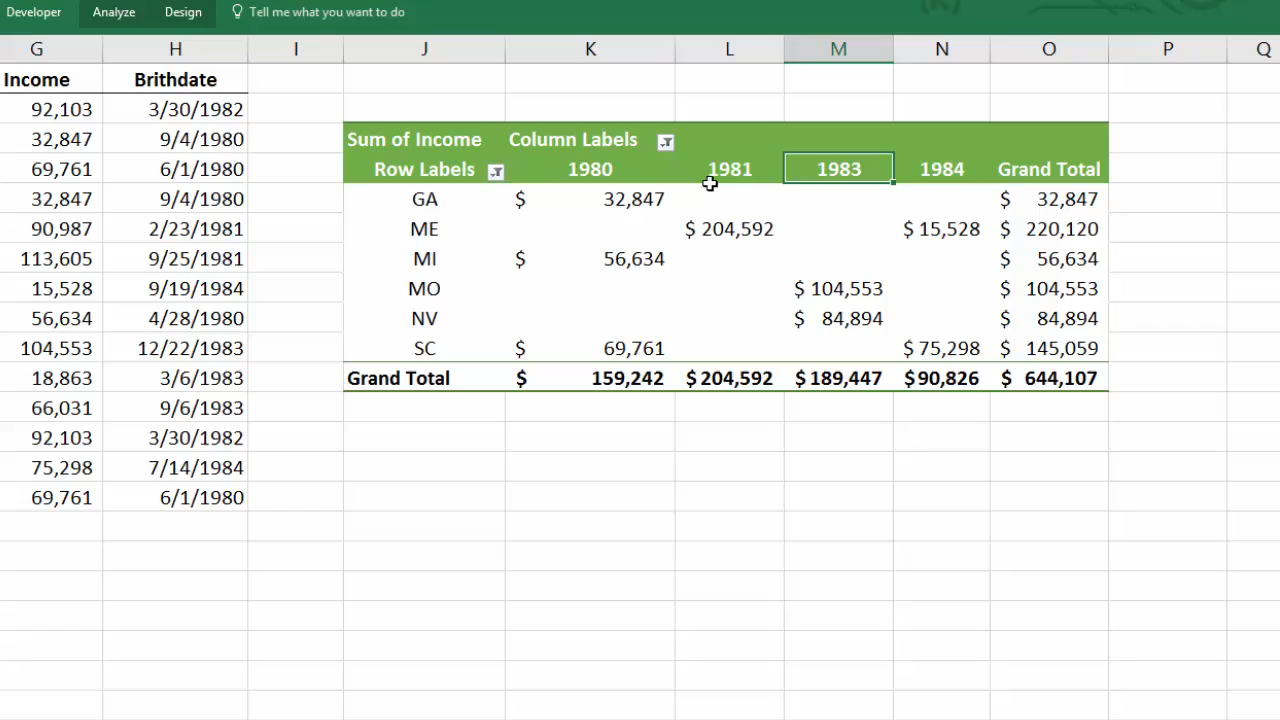 Developer Analyze Design Tell me what you want to do
G H I J K L M N O P Q
Income Brithdate
92,103 3/30/1982
32,847 9/4/1980 Sum of Income Column Labels
69,761 6/1/1980 Row Labels 1980 1981 1983 1984 Grand Total
32,847 9/4/1980 GA $ 32,847 $ 32,847
90,987 2/23/1981 ME $ 204,592 $ 15,528 $ 220,120
113,605 9/25/1981 MI $ 56,634 $ 56,634
15,528 9/19/1984 MO $ 104,553 $ 104,553
56,634 4/28/1980 NV $ 84,894 $ 84,894
104,553 12/22/1983 SC $ 69,761 $ 75,298 $ 145,059
18,863 3/6/1983 Grand Total $ 159,242 $ 204,592 $ 189,447 $ 90,826 $ 644,107
66,031 9/6/1983
92,103 3/30/1982
75,298 7/14/1984
69,761 6/1/1980